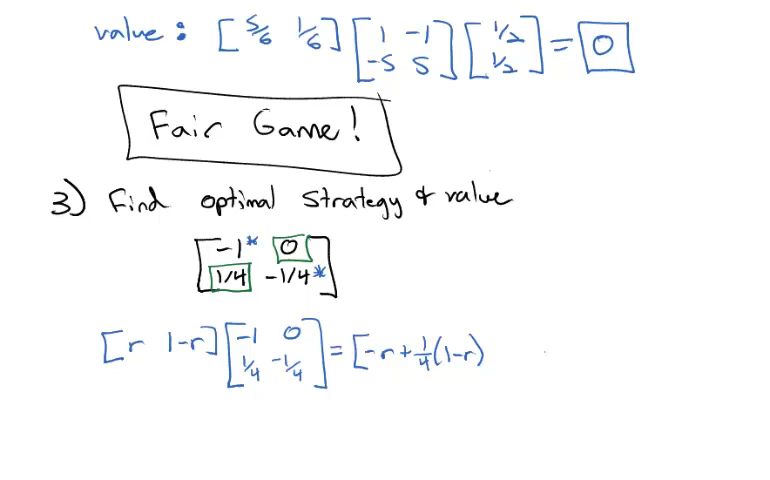 value: [5/6 1/6] [1 -1] [1/2] = 0
[-5 5] [1/2]
Fair Game!
3) Find optimal strategy & value
[-1* 0]
[1/4 -1/4*]
[r 1-r] [-1 0] = [-r + 1/4(1-r)
[1/4 -1/4]